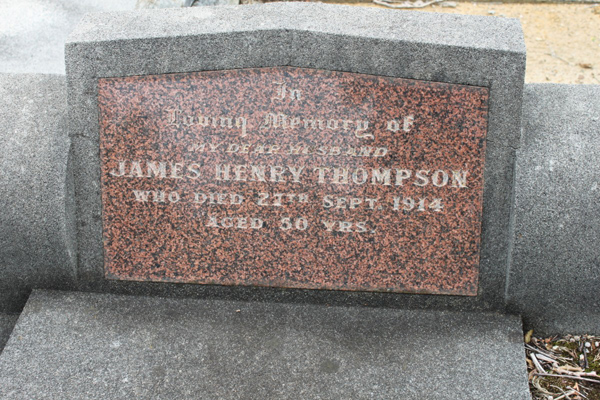 In
Loving Memory of
MY DEAR HUSBAND
JAMES HENRY THOMPSON
WHO DIED 27TH SEPT. 1914
AGED 50 YRS.